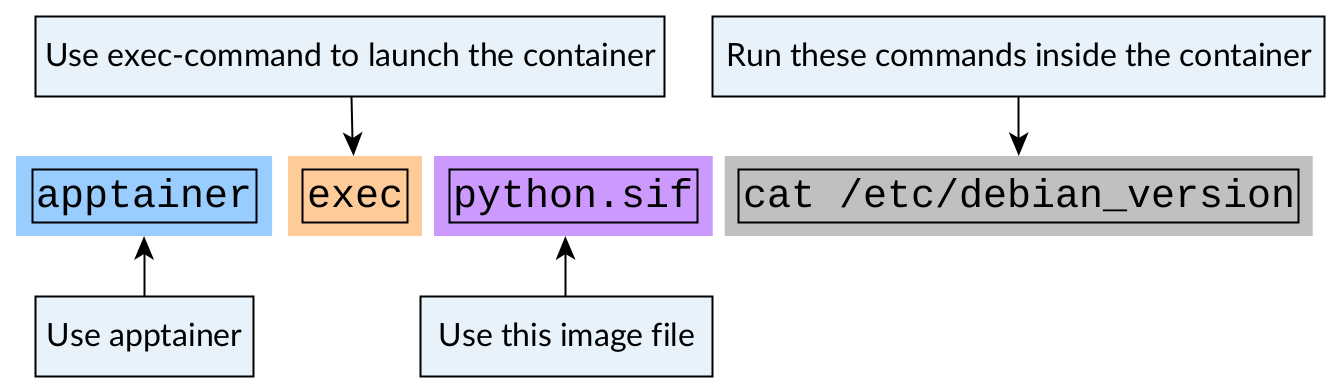 Use exec-command to launch the container
Run these commands inside the container
apptainer exec python.sif cat /etc/debian_version
Use apptainer
Use this image file